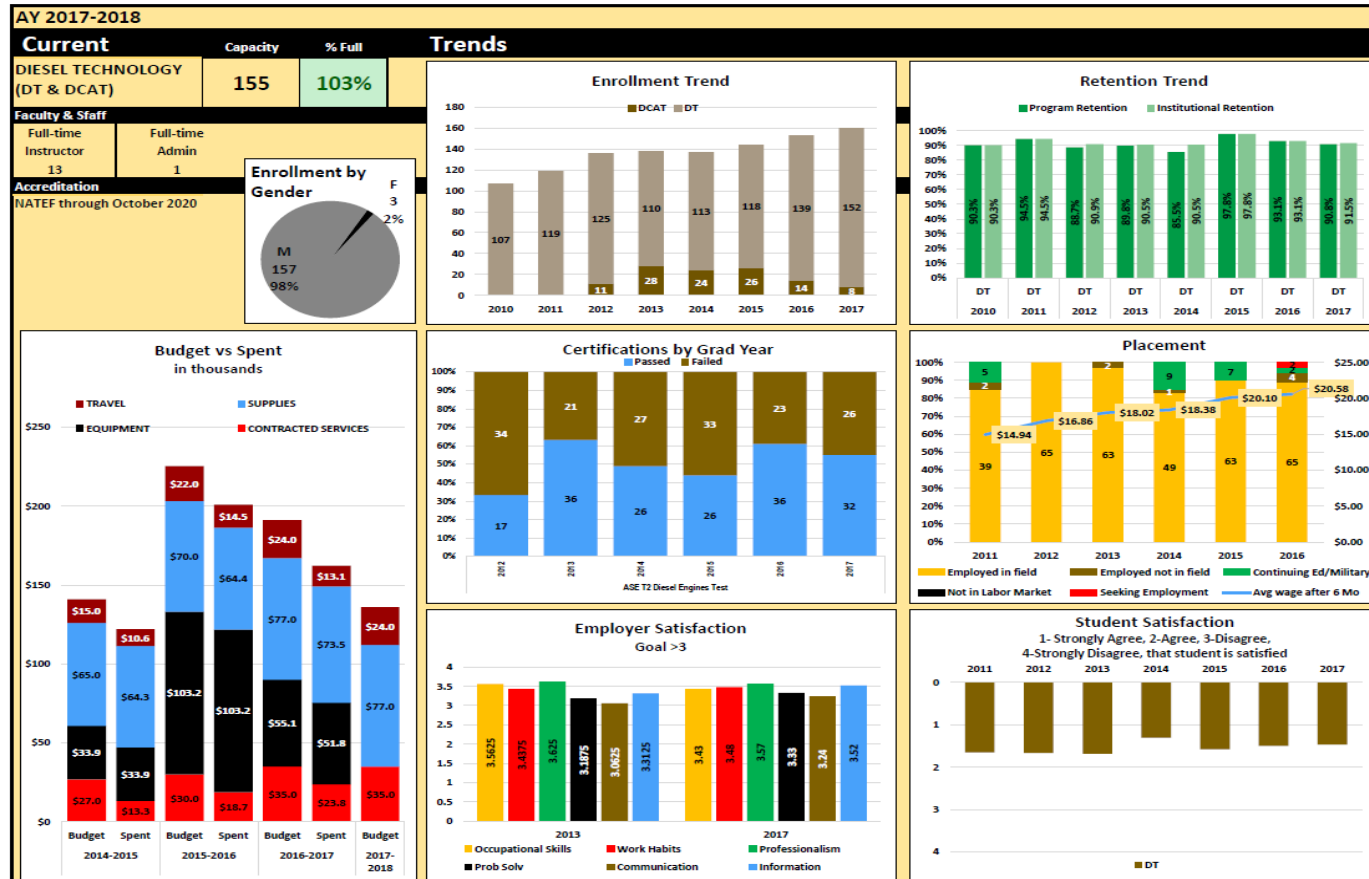 AY 2017-2018
Current
Capacity
% Full
Trends
DIESEL TECHNOLOGY
(DT & DCAT)
155
103%
Faculty & Staff
Full-time
Instructor
13
Full-time
Admin
1
Accreditation
NATEF through October 2020
Enrollment by
Gender
F
3
2%
M
157
98%
Enrollment Trend
DCAT DT
180
160
140
120
100
80
60
40
20
0
107 119 125 110 113 118 139 152
11 28 24 26 14 8
2010 2011 2012 2013 2014 2015 2016 2017
Retention Trend
Program Retention Institutional Retention
100%
90%
80%
70%
60%
50%
40%
30%
20%
10%
0%
90.3% 90.3% 94.5% 94.5% 88.7% 90.9% 89.8% 90.5% 85.5% 90.5% 97.8% 97.8% 93.1% 93.1% 90.8% 91.5%
DT DT DT DT DT DT DT DT
2010 2011 2012 2013 2014 2015 2016 2017
Budget vs Spent
in thousands
TRAVEL SUPPLIES
EQUIPMENT CONTRACTED SERVICES
$250
$200
$150
$100
$50
$0
$15.0 $10.6 $22.0 $14.5 $24.0 $13.1 $24.0
$65.0 $64.3 $70.0 $64.4 $77.0 $73.5 $77.0
$33.9 $33.9 $103.2 $103.2 $55.1 $51.8
$27.0 $13.3 $30.0 $18.7 $35.0 $23.8 $35.0
Budget Spent Budget Spent Budget Spent Budget
2014-2015 2015-2016 2016-2017 2017-
2018
Certifications by Grad Year
Passed Failed
100%
90%
80%
70%
60%
50%
40%
30%
20%
10%
0%
34 21 27 33 23 26
17 36 26 26 36 32
2012 2013 2014 2015 2016 2017
ASE T2 Diesel Engines Test
Placement
100%
90%
80%
70%
60%
50%
40%
30%
20%
10%
0%
$25.00
$20.00
$15.00
$10.00
$5.00
$0.00
5 2 9 7 2
2 1 4
$14.94 $16.86 $18.02 $18.38 $20.10 $20.58
39 65 63 49 63 65
2011 2012 2013 2014 2015 2016
Employed in field Employed not in field Continuing Ed/Military
Not in Labor Market Seeking Employment Avg wage after 6 Mo
Employer Satisfaction
Goal >3
4
3.5
3
2.5
2
1.5
1
0.5
0
3.5625 3.4375 3.625 3.1875 3.0625 3.3125 3.43 3.48 3.57 3.33 3.24 3.52
2013 2017
Occupational Skills Work Habits Professionalism
Prob Solv Communication Information
Student Satisfaction
1- Strongly Agree, 2-Agree, 3-Disagree,
4-Strongly Disagree, that student is satisfied
2011 2012 2013 2014 2015 2016 2017
0
1
2
3
4
DT